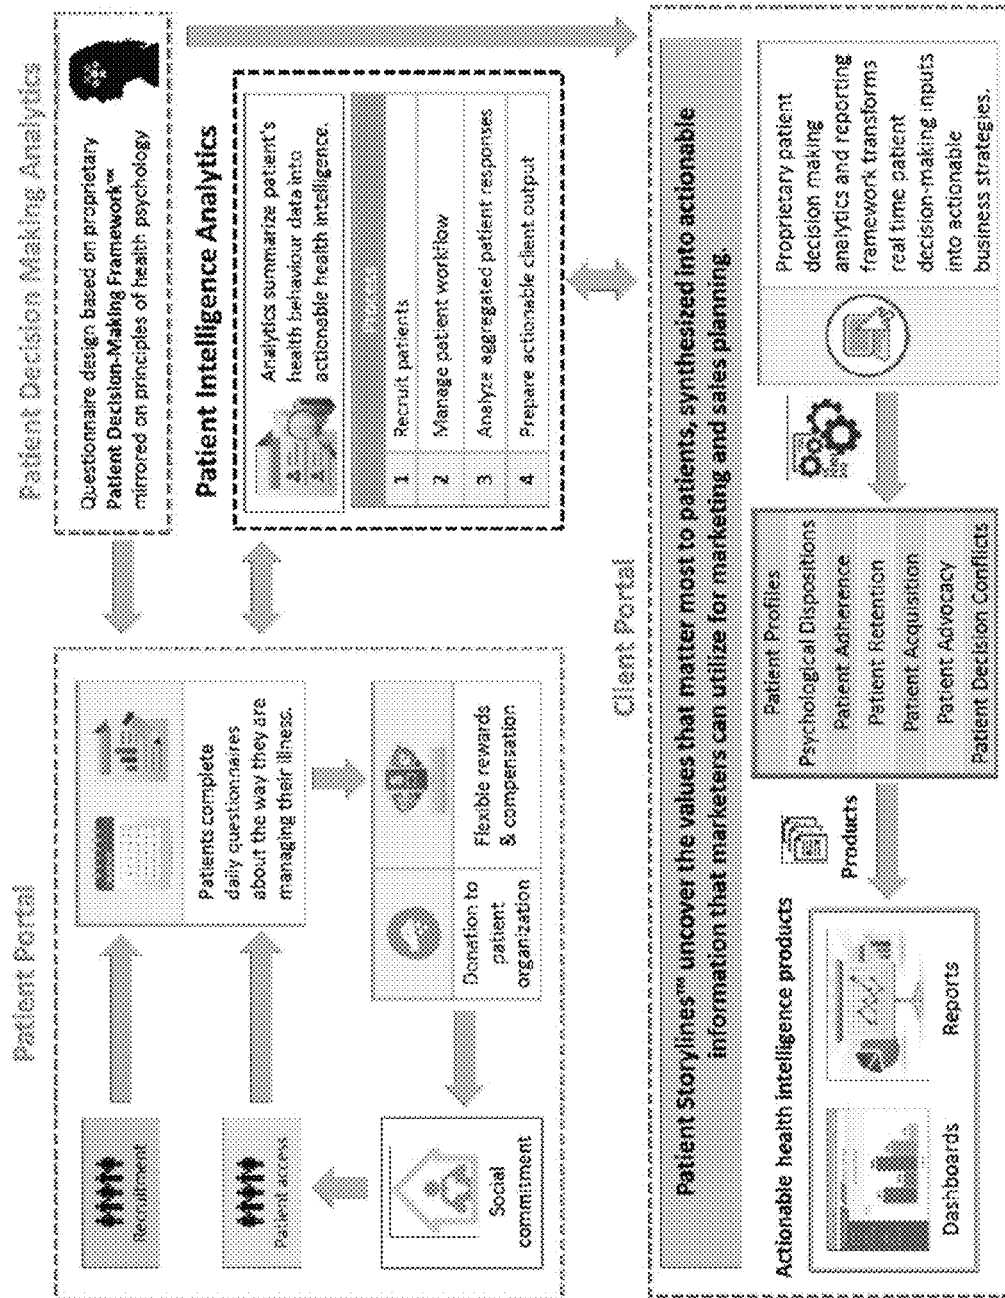 Patient Portal
Recruitment
Patient access
Social
commitment
Patients complete
daily questionnaires
about the way they are
managing their illness.
Donation to
patient
organization
Flexible rewards
& compensation
Patient Decision Making Analytics
Questionnaire design based on proprietary
Patient Decision-Making Framework™
mirrored on principles of health psychology
Patient Intelligence Analytics
Analytics summarize patient's
health behaviour data into
actionable health intelligence.
1 Recruit patients
2 Manage patient workflow
3 Analyze aggregated patient responses
4 Prepare actionable client output
Client Portal
Patient Storylines™ uncover the values that matter most to patients, synthesized into actionable
information that marketers can utilize for marketing and sales planning.
Actionable health intelligence products
Dashboards
Reports
Products
Patient Profiles
Psychological Dispositions
Patient Adherence
Patient Retention
Patient Acquisition
Patient Advocacy
Patient Decision Conflicts
Proprietary patient
decision making
analytics and reporting
framework transforms
real time patient
decision-making inputs
into actionable
business strategies.